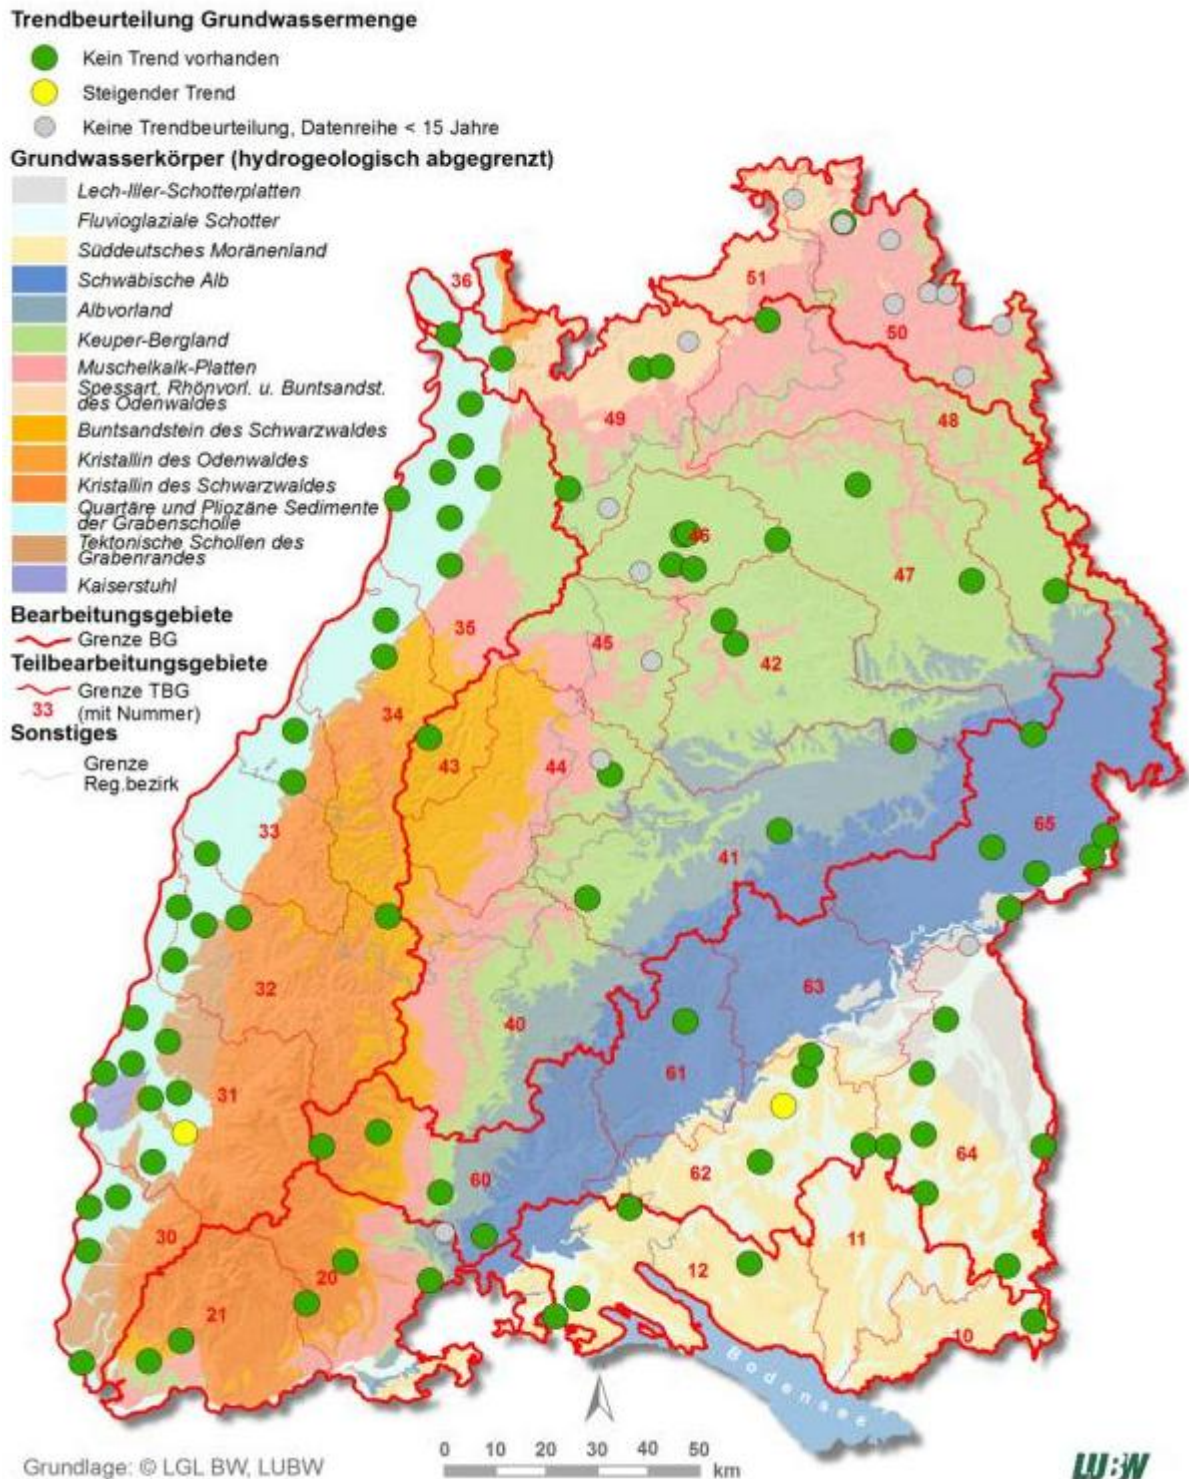 Trendbeurteilung Grundwassermenge
Kein Trend vorhanden
Steigender Trend
Keine Trendbeurteilung, Datenreihe < 15 Jahre
Grundwasserkörper (hydrogeologisch abgegrenzt)
Lech-Iller-Schotterplatten
Fluvioglaziale Schotter
Süddeutsches Moränenland
Schwäbische Alb
Albvorland
Keuper-Bergland
Muschelkalk-Platten
Spessart, Rhönvorl. u. Buntsandst.
des Odenwaldes
Buntsandstein des Schwarzwaldes
Kristallin des Odenwaldes
Kristallin des Schwarzwaldes
Quartäre und Pliozäne Sedimente
der Grabenscholle
Tektonische Schollen des
Grabenrandes
Kaiserstuhl
Bearbeitungsgebiete
Grenze BG
Teilbearbeitungsgebiete
Grenze TBG
33 (mit Nummer)
Sonstiges
Grenze
Reg.bezirk
36
51
50
49
48
46
47
35
45
42
34
43
44
33
65
41
32
63
40
31
61
60
62
64
30
20
12
11
21
10
Bodensee
0 10 20 30 40 50
km
Grundlage: © LGL BW, LUBW
LUBW